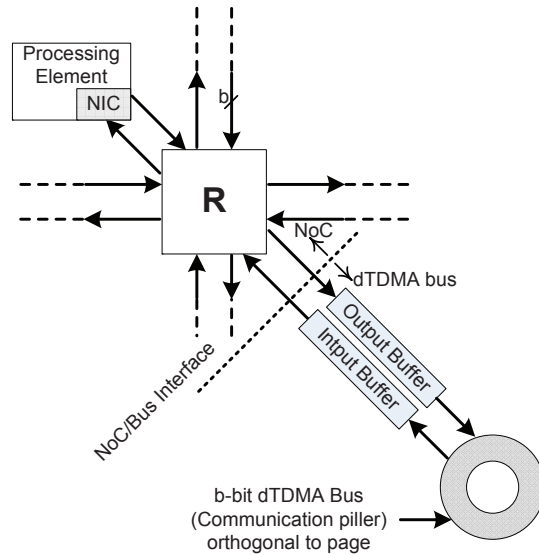 Processing
Element
NIC
b
R
NoC
dTDMA bus
Output Buffer
Intput Buffer
NoC/Bus Interface
b-bit dTDMA Bus
(Communication piller)
orthogonal to page